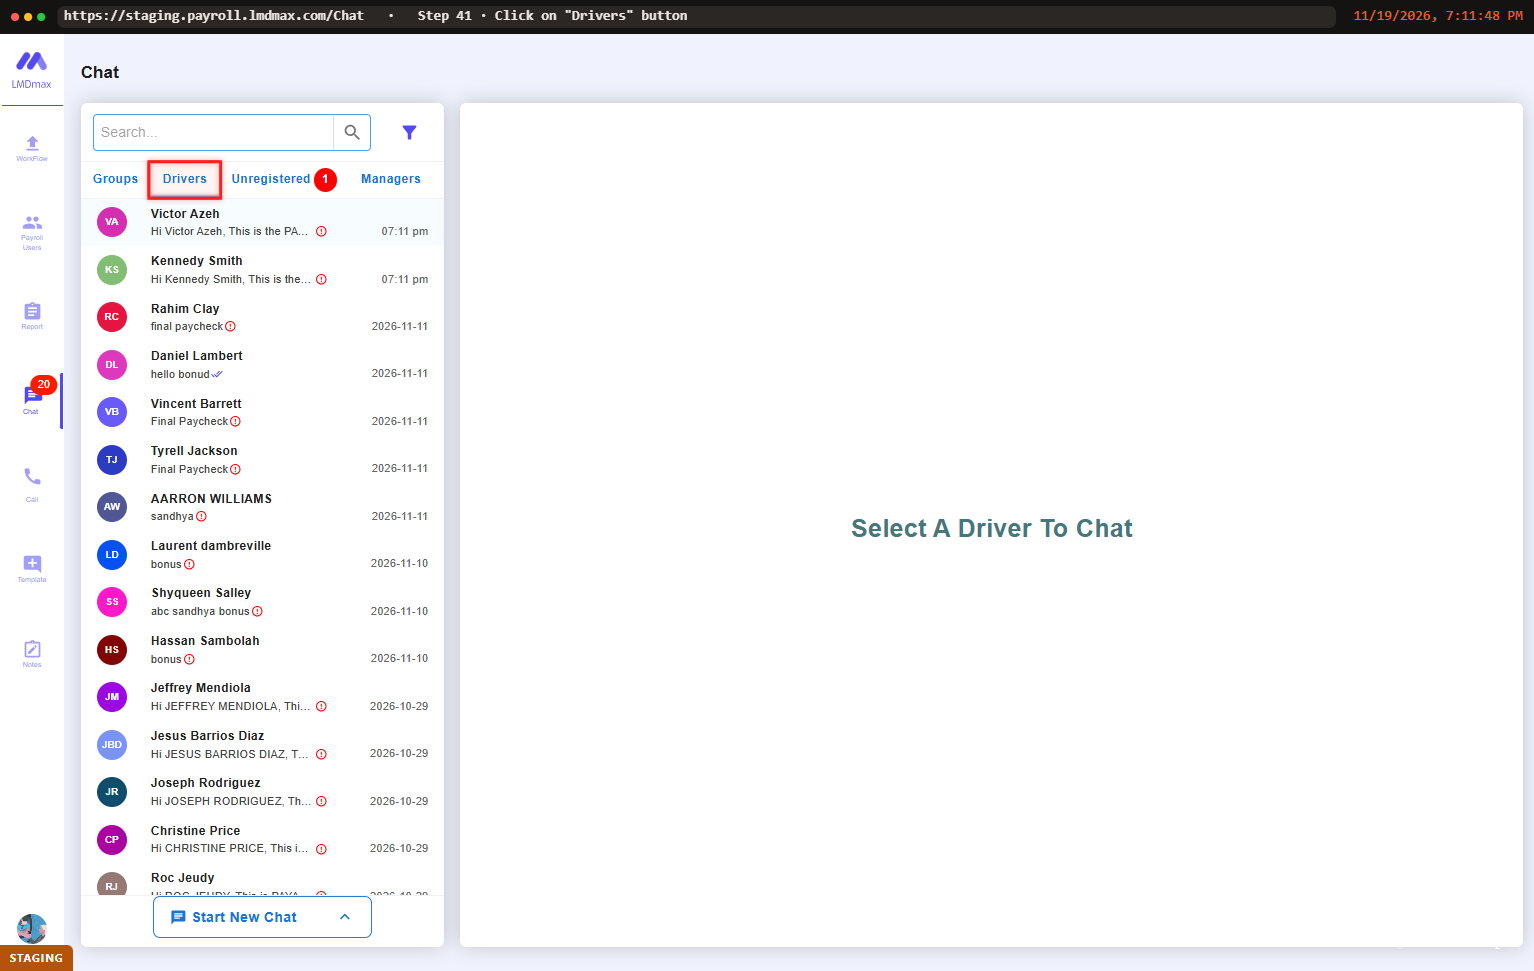 https://staging.payroll.lmdmax.com/Chat • Step 41 • Click on "Drivers" button
11/19/2026, 7:11:48 PM
LMDmax
Chat
WorkFlow
Payroll
Users
Report
20
Chat
Call
Template
Notes
STAGING
Search...
Groups Drivers Unregistered 1 Managers
VA Victor Azeh
Hi Victor Azeh, This is the PA... 07:11 pm
KS Kennedy Smith
Hi Kennedy Smith, This is the... 07:11 pm
RC Rahim Clay
final paycheck 2026-11-11
DL Daniel Lambert
hello bonud 2026-11-11
VB Vincent Barrett
Final Paycheck 2026-11-11
TJ Tyrell Jackson
Final Paycheck 2026-11-11
AW AARRON WILLIAMS
sandhya 2026-11-11
LD Laurent dambreville
bonus 2026-11-10
SS Shyqueen Salley
abc sandhya bonus 2026-11-10
HS Hassan Sambolah
bonus 2026-11-10
JM Jeffrey Mendiola
Hi JEFFREY MENDIOLA, Thi... 2026-10-29
JBD Jesus Barrios Diaz
Hi JESUS BARRIOS DIAZ, T... 2026-10-29
JR Joseph Rodriguez
Hi JOSEPH RODRIGUEZ, Th... 2026-10-29
CP Christine Price
Hi CHRISTINE PRICE, This i... 2026-10-29
RJ Roc Jeudy
Hi ROC JEUDY, This is PAYA... 2026-10-29
Start New Chat
Select A Driver To Chat